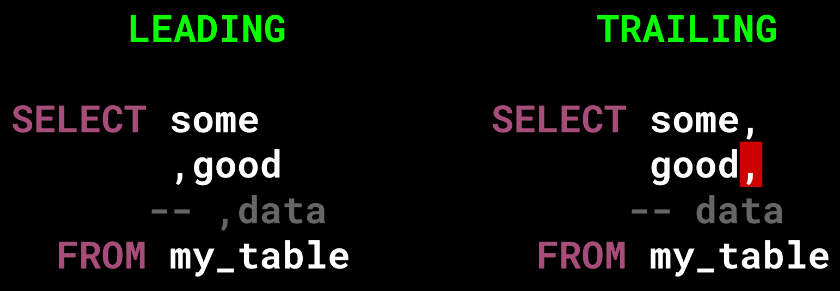 LEADING
SELECT some
,good
-- ,data
FROM my_table
TRAILING
SELECT some,
good,
-- data
FROM my_table